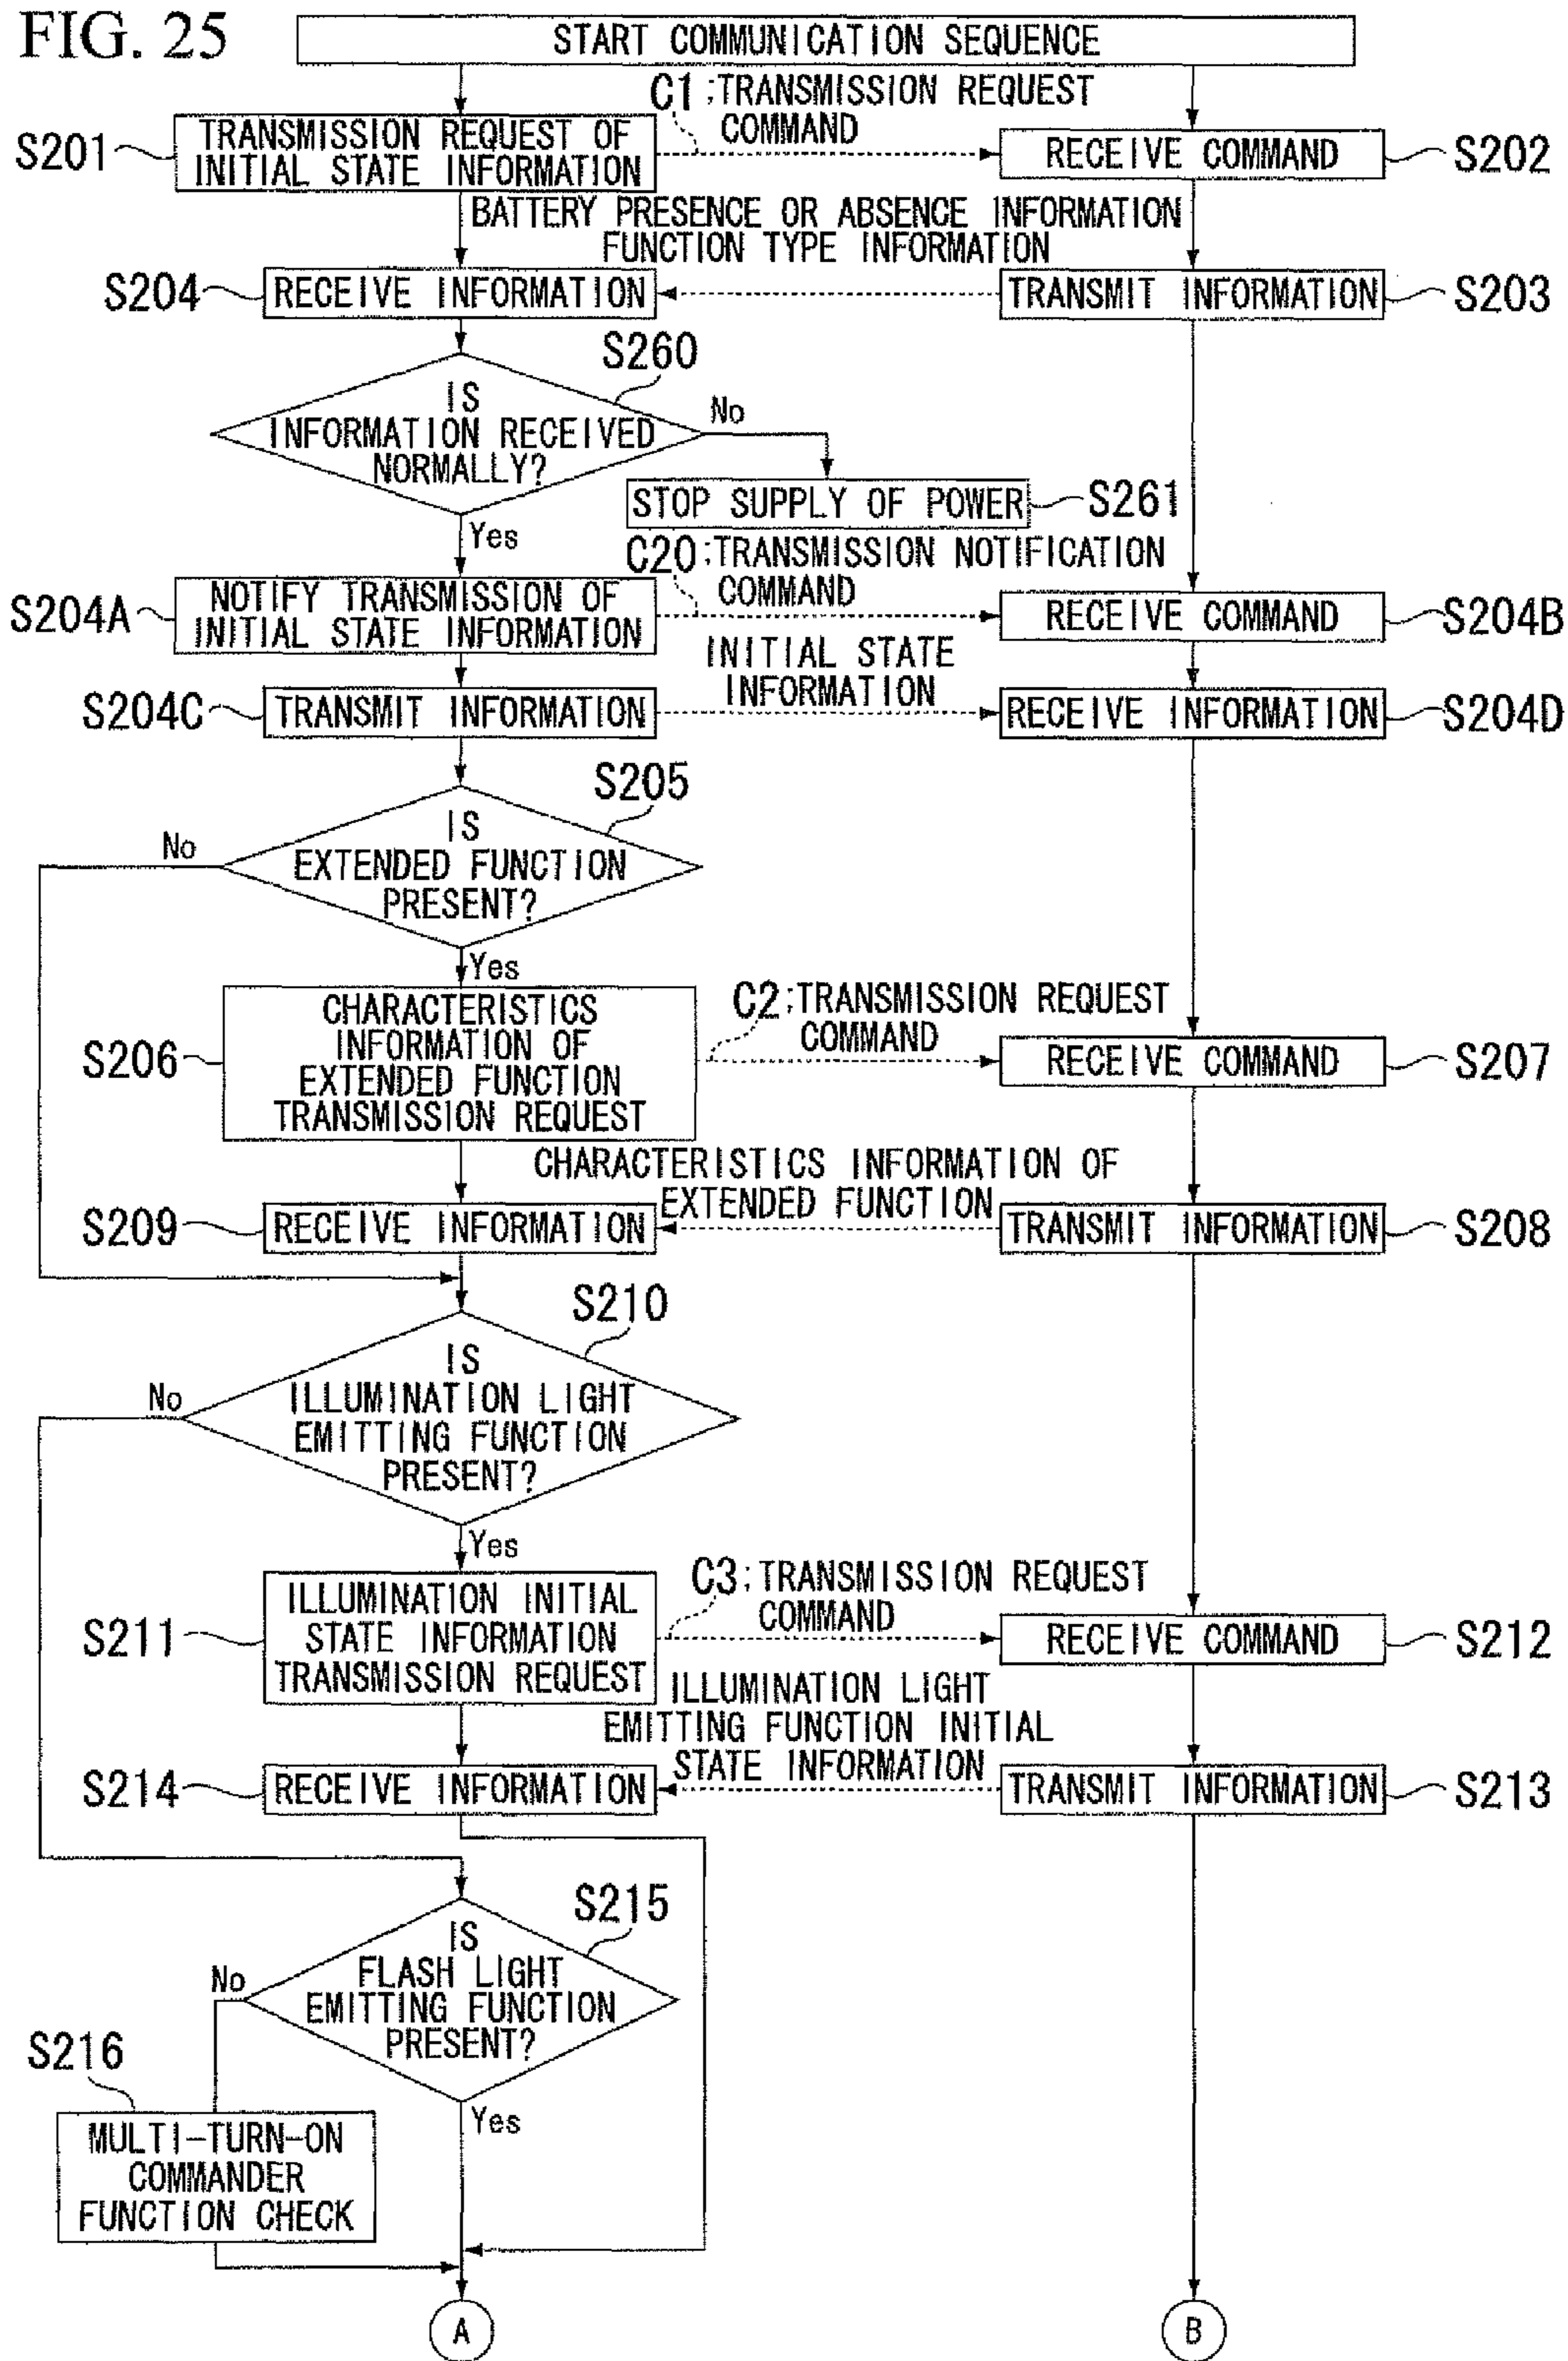 FIG. 25
START COMMUNICATION SEQUENCE
C1;TRANSMISSION REQUEST
COMMAND
S201
TRANSMISSION REQUEST OF
INITIAL STATE INFORMATION
RECEIVE COMMAND
S202
BATTERY PRESENCE OR ABSENCE INFORMATION
FUNCTION TYPE INFORMATION
S204
RECEIVE INFORMATION
TRANSMIT INFORMATION
S203
S260
IS
INFORMATION RECEIVED
NORMALLY?
No
Yes
STOP SUPPLY OF POWER
S261
C20;TRANSMISSION NOTIFICATION
COMMAND
S204A
NOTIFY TRANSMISSION OF
INITIAL STATE INFORMATION
RECEIVE COMMAND
S204B
INITIAL STATE
INFORMATION
S204C
TRANSMIT INFORMATION
RECEIVE INFORMATION
S204D
S205
No
IS
EXTENDED FUNCTION
PRESENT?
Yes
C2;TRANSMISSION REQUEST
COMMAND
S206
CHARACTERISTICS
INFORMATION OF
EXTENDED FUNCTION
TRANSMISSION REQUEST
RECEIVE COMMAND
S207
CHARACTERISTICS INFORMATION OF
EXTENDED FUNCTION
S209
RECEIVE INFORMATION
TRANSMIT INFORMATION
S208
S210
No
IS
ILLUMINATION LIGHT
EMITTING FUNCTION
PRESENT?
Yes
C3;TRANSMISSION REQUEST
COMMAND
S211
ILLUMINATION INITIAL
STATE INFORMATION
TRANSMISSION REQUEST
RECEIVE COMMAND
S212
ILLUMINATION LIGHT
EMITTING FUNCTION INITIAL
STATE INFORMATION
S214
RECEIVE INFORMATION
TRANSMIT INFORMATION
S213
S215
No
IS
FLASH LIGHT
EMITTING FUNCTION
PRESENT?
Yes
S216
MULTI-TURN-ON
COMMANDER
FUNCTION CHECK
A
B